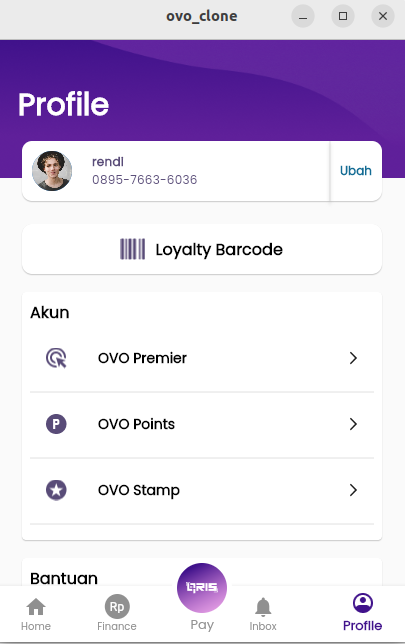 ovo_clone
Profile
rendl
0895-7663-6036
Ubah
Loyalty Barcode
Akun
OVO Premier
P
OVO Points
OVO Stamp
Bantuan
Rp
QRIS
Home
Finance
Pay
Inbox
Profile